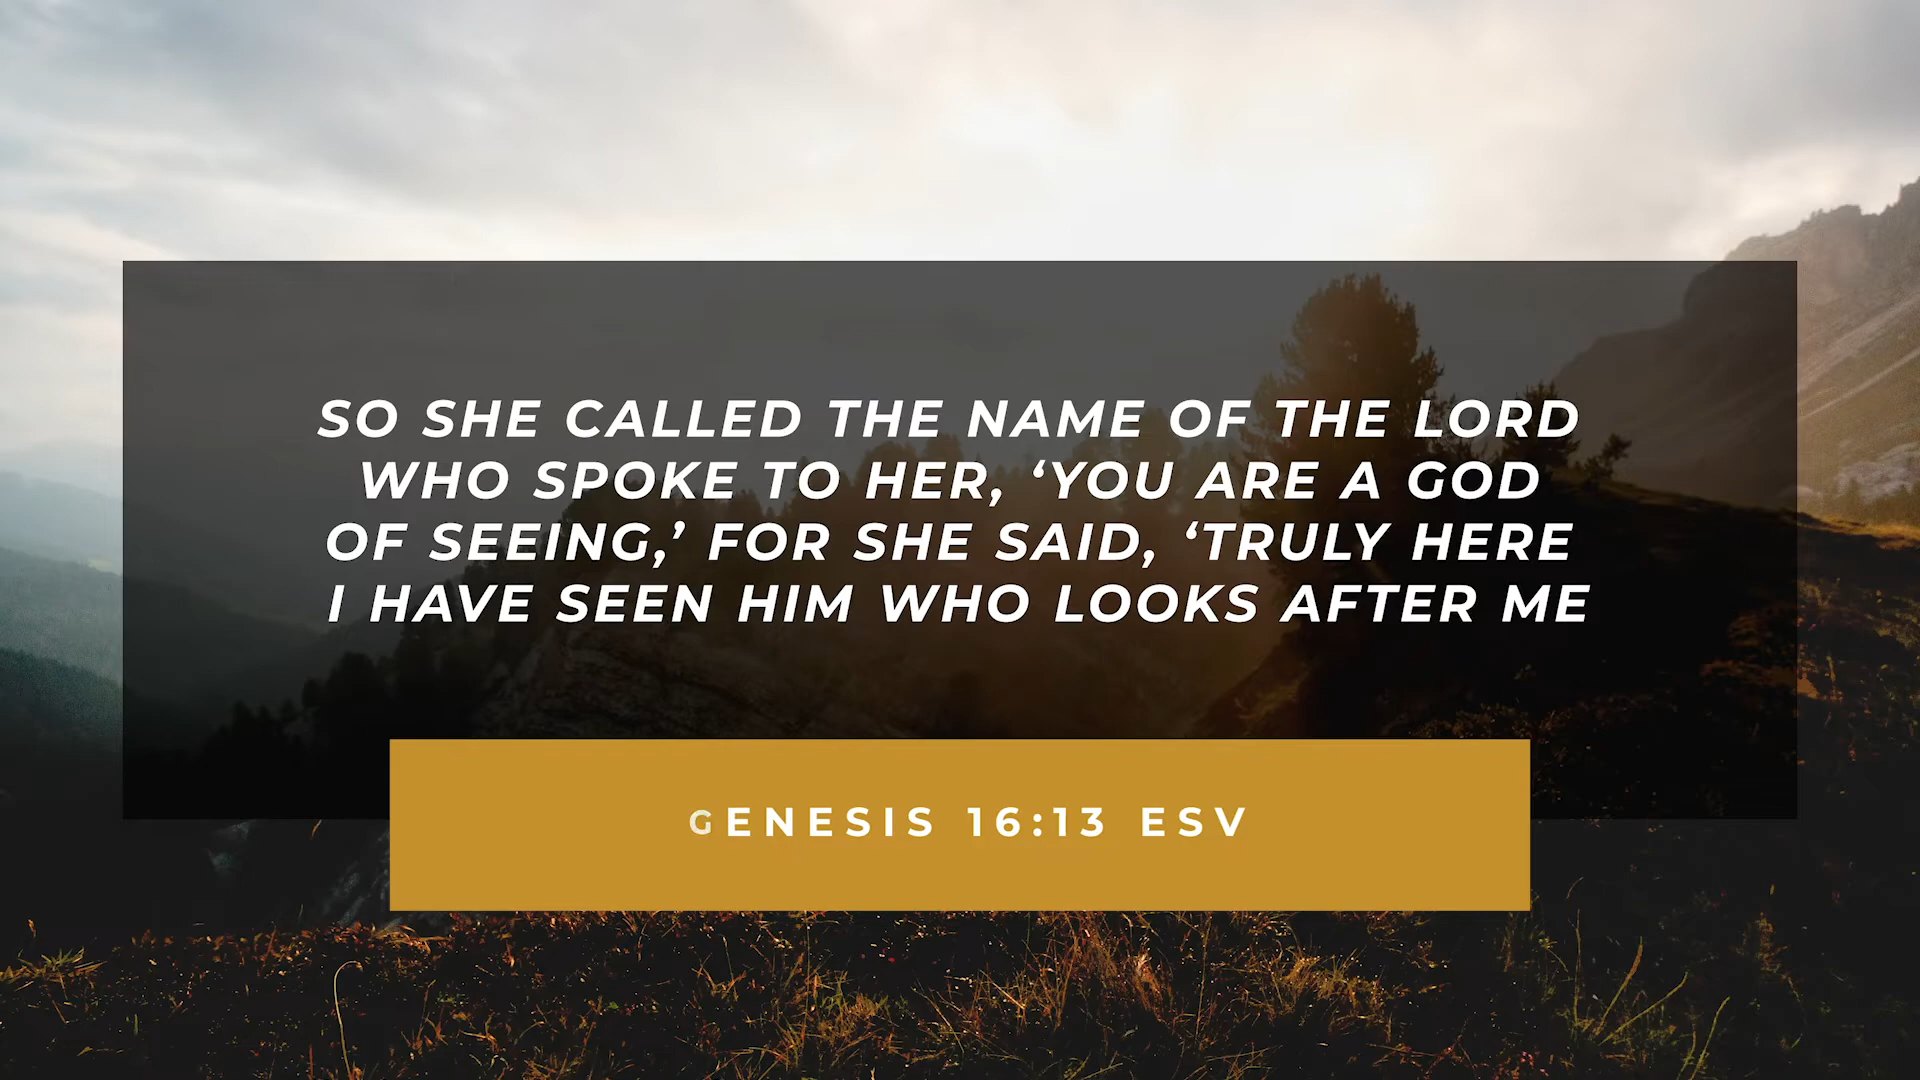 SO SHE CALLED THE NAME OF THE LORD
WHO SPOKE TO HER, ‘YOU ARE A GOD
OF SEEING,’ FOR SHE SAID, ‘TRULY HERE
I HAVE SEEN HIM WHO LOOKS AFTER ME
GENESIS 16:13 ESV